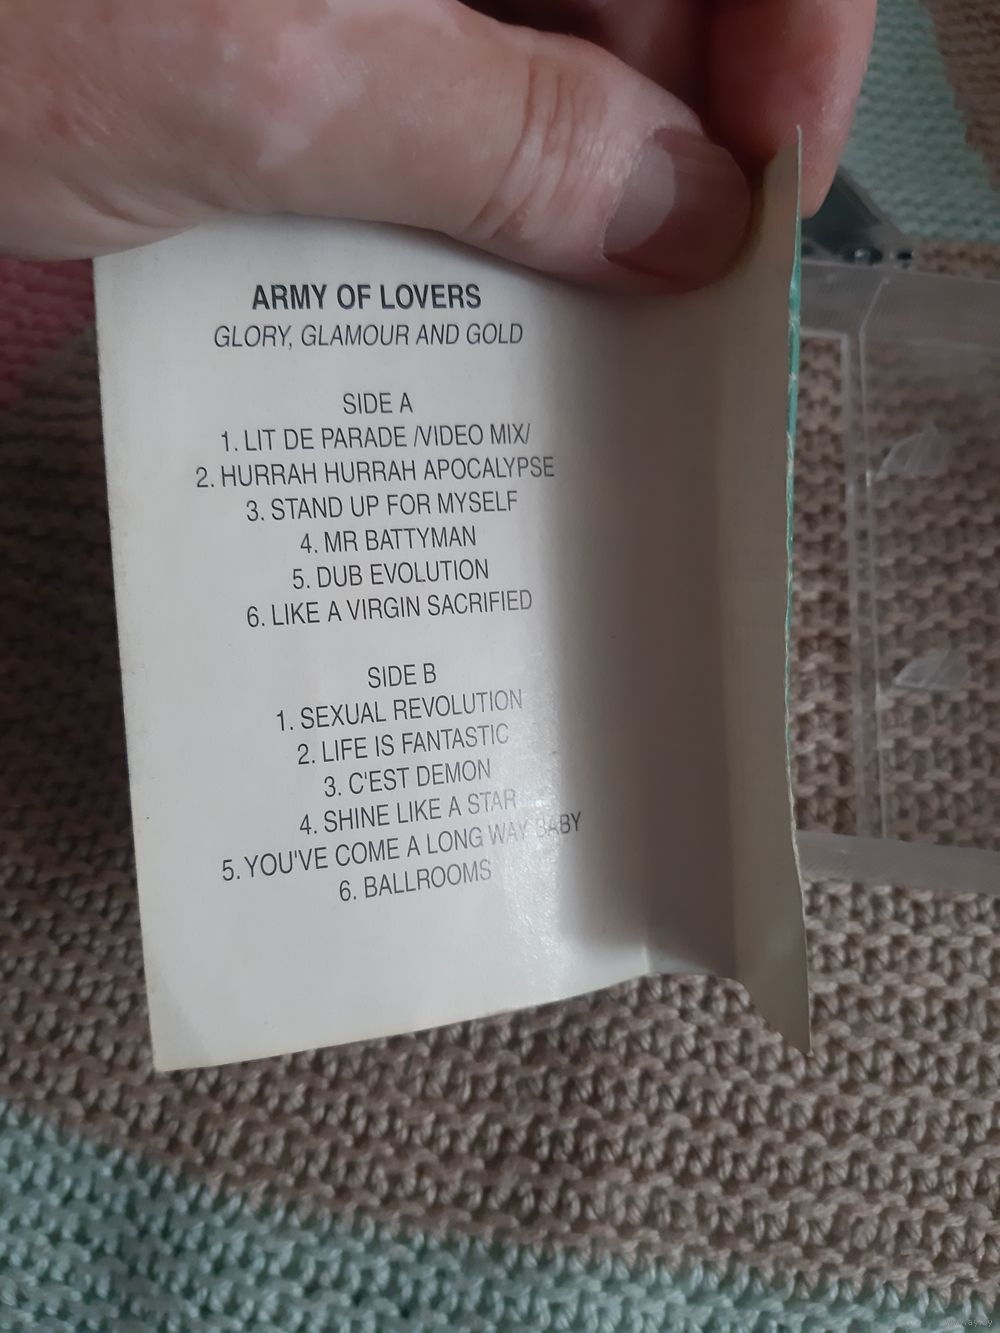 ARMY OF LOVERS
GLORY, GLAMOUR AND GOLD
SIDE A
1. LIT DE PARADE /VIDEO MIX/
2. HURRAH HURRAH APOCALYPSE
3. STAND UP FOR MYSELF
4. MR BATTYMAN
5. DUB EVOLUTION
6. LIKE A VIRGIN SACRIFIED
SIDE B
1. SEXUAL REVOLUTION
2. LIFE IS FANTASTIC
3. C'EST DEMON
4. SHINE LIKE A STAR
5. YOU'VE COME A LONG WAY BABY
6. BALLROOMS